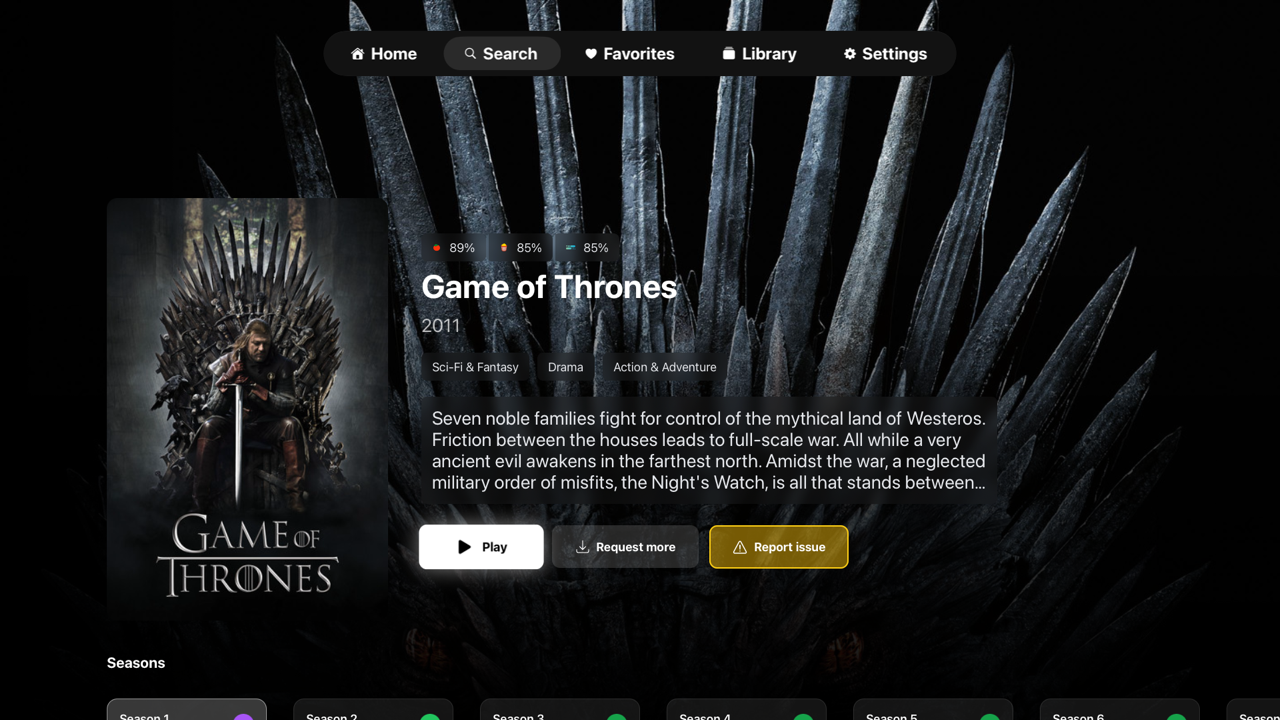 Home
Search
Favorites
Library
Settings
89%
85%
85%
Game of Thrones
2011
Sci-Fi & Fantasy
Drama
Action & Adventure
Seven noble families fight for control of the mythical land of Westeros.
Friction between the houses leads to full-scale war. All while a very
ancient evil awakens in the farthest north. Amidst the war, a neglected
military order of misfits, the Night's Watch, is all that stands between...
GAME OF
THRONES
Play
Request more
Report issue
Seasons
Season 1
Season 2
Season 3
Season 4
Season 5
Season 6